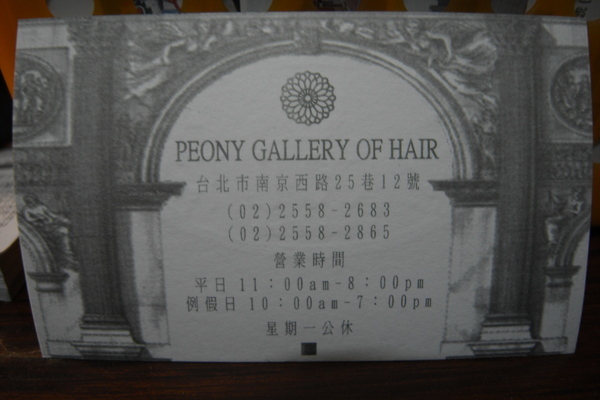 PEONY GALLERY OF HAIR
台北市南京西路25巷12號
(02)2558-2683
(02)2558-2865
營業時間
平日 11：00am-8：00pm
例假日 10：00am-7：00pm
星期一公休